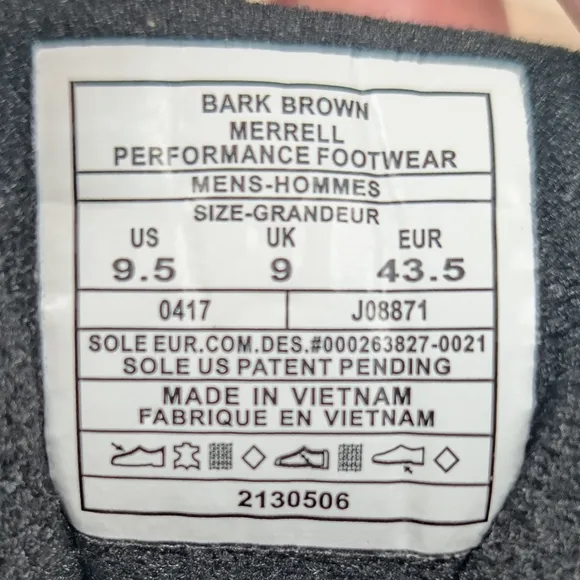 BARK BROWN
MERRELL
PERFORMANCE FOOTWEAR
MENS-HOMMES
SIZE-GRANDEUR
US UK EUR
9.5 9 43.5
0417 J08871
SOLE EUR.COM.DES.#000263827-0021
SOLE US PATENT PENDING
MADE IN VIETNAM
FABRIQUE EN VIETNAM
2130506